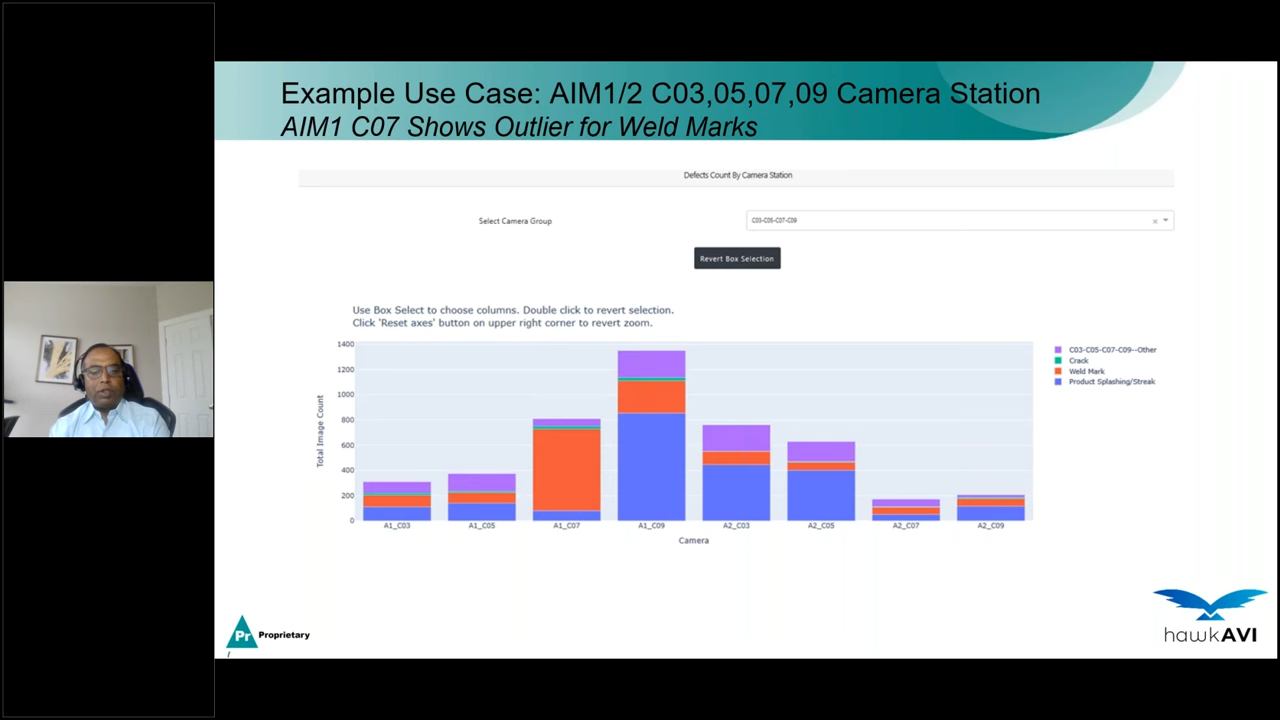 Example Use Case: AIM1/2 C03,05,07,09 Camera Station
AIM1 C07 Shows Outlier for Weld Marks
Defects Count By Camera Station
Select Camera Group
C03-C05-C07-C09
Revert Box Selection
Use Box Select to choose columns. Double click to revert selection.
Click 'Reset axes' button on upper right corner to revert zoom.
1400
1200
1000
800
600
400
200
0
Total Image Count
A1_C03 A1_C05 A1_C07 A1_C09 A2_C03 A2_C05 A2_C07 A2_C09
Camera
C03-C05-C07-C09--Other
Crack
Weld Mark
Product Splashing/Streak
Pr Proprietary
/
hawkAVI